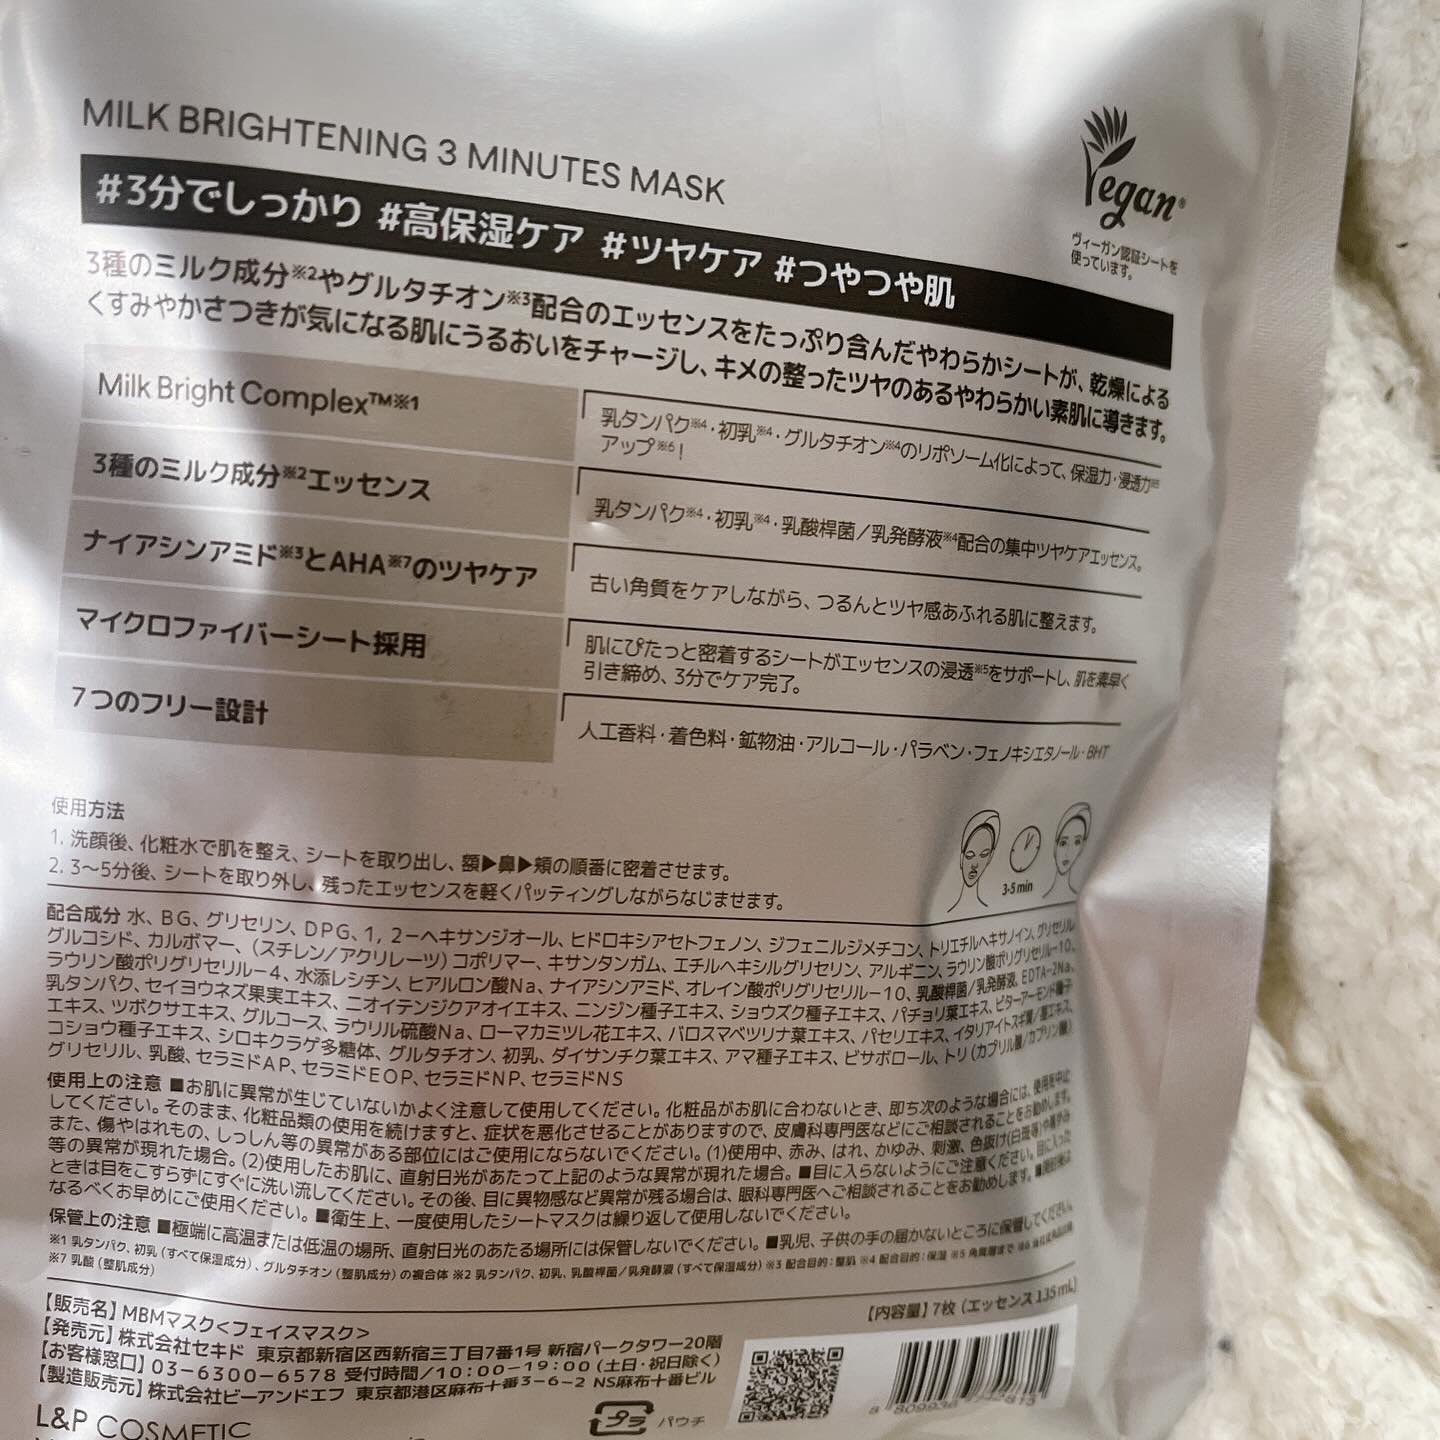 MILK BRIGHTENING 3 MINUTES MASK
Vegan®
ヴィーガン認証シートを
使っています。
#3分でしっかり #高保湿ケア #ツヤケア #つやつや肌
3種のミルク成分※2やグルタチオン※3配合のエッセンスをたっぷり含んだやわらかシートが、乾燥による
くすみやかさつきが気になる肌にうるおいをチャージし、キメの整ったツヤのあるやわらかい素肌に導きます。
Milk Bright Complex™※1
乳タンパク※4・初乳※4・グルタチオン※4のリポソーム化によって、保湿力・浸透力※5
アップ※6！
3種のミルク成分※2エッセンス
乳タンパク※4・初乳※4・乳酸桿菌/乳発酵液※4配合の集中ツヤケアエッセンス。
ナイアシンアミド※3とAHA※7のツヤケア
古い角質をケアしながら、つるんとツヤ感あふれる肌に整えます。
マイクロファイバーシート採用
肌にぴたっと密着するシートがエッセンスの浸透※5をサポートし、肌を素早く
引き締め、3分でケア完了。
7つのフリー設計
人工香料・着色料・鉱物油・アルコール・パラベン・フェノキシエタノール・BHT
使用方法
1. 洗顔後、化粧水で肌を整え、シートを取り出し、額▶鼻▶頬の順番に密着させます。
2. 3～5分後、シートを取り外し、残ったエッセンスを軽くパッティングしながらなじませます。
3-5 min
配合成分 水、BG、グリセリン、DPG、1，2－ヘキサンジオール、ヒドロキシアセトフェノン、ジフェニルジメチコン、トリエチルヘキサノイン、グリセリル
グルコシド、カルボマー、（スチレン/アクリレーツ）コポリマー、キサンタンガム、エチルヘキシルグリセリン、アルギニン、ラウリン酸ポリグリセリル－10、
ラウリン酸ポリグリセリル－4、水添レシチン、ヒアルロン酸Na、ナイアシンアミド、オレイン酸ポリグリセリル－10、乳酸桿菌/乳発酵液、EDTA－2Na、
乳タンパク、セイヨウネズ果実エキス、ニオイテンジクアオイエキス、ニンジン種子エキス、ショウズク種子エキス、パチョリ葉エキス、ビターアーモンド種子
エキス、ツボクサエキス、グルコース、ラウリル硫酸Na、ローマカミツレ花エキス、バロスマベツリナ葉エキス、パセリエキス、イタリアイトスギ葉/茎エキス、
コショウ種子エキス、シロキクラゲ多糖体、グルタチオン、初乳、ダイサンチク葉エキス、アマ種子エキス、ビサボロール、トリ（カプリル酸/カプリン酸）
グリセリル、乳酸、セラミドAP、セラミドEOP、セラミドNP、セラミドNS
使用上の注意 ■お肌に異常が生じていないかよく注意して使用してください。化粧品がお肌に合わないとき、即ち次のような場合には、使用を中止
してください。そのまま、化粧品類の使用を続けますと、症状を悪化させることがありますので、皮膚科専門医などにご相談されることをお勧めします。
また、傷やはれもの、しっしん等の異常がある部位にはご使用にならないでください。(1)使用中、赤み、はれ、かゆみ、刺激、色抜け(白斑等)や黒ずみ
等の異常が現れた場合。(2)使用したお肌に、直射日光があたって上記のような異常が現れた場合。■目に入らないようにご注意ください。目に入った
ときは目をこすらずにすぐに洗い流してください。その後、目に異物感など異常が残る場合は、眼科専門医へご相談されることをお勧めします。■開封後は
なるべくお早めにご使用ください。■衛生上、一度使用したシートマスクは繰り返して使用しないでください。
保管上の注意 ■極端に高温または低温の場所、直射日光のあたる場所には保管しないでください。■乳児、子供の手の届かないところに保管してください。
※1 乳タンパク、初乳（すべて保湿成分）、グルタチオン（整肌成分）の複合体 ※2 乳タンパク、初乳、乳酸桿菌/乳発酵液（すべて保湿成分）※3 配合目的：整肌 ※4 配合目的：保湿 ※5 角質層まで ※6
※7 乳酸（整肌成分）
【販売名】MBMマスク＜フェイスマスク＞
【内容量】7枚（エッセンス135mL）
【発売元】株式会社セキド 東京都新宿区西新宿三丁目7番1号 新宿パークタワー20階
【お客様窓口】03－6300－6578 受付時間/10：00－19：00（土日・祝日除く）
【製造販売元】株式会社ビーアンドエフ 東京都港区麻布十番3－6－2 NS麻布十番ビル
プラ パウチ
L&P COSMETIC